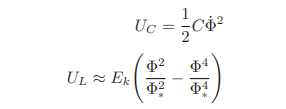 $U_C = \frac{1}{2} C \dot{\Phi}^2$
$U_L \approx E_k \left( \frac{\Phi^2}{\Phi_*^2} - \frac{\Phi^4}{\Phi_*^4} \right)$